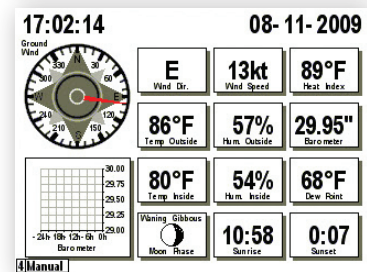 17:02:14 08-11-2009
Ground
Wind
N
330 30
300 60
W E
240 120
210 150
S
E
Wind Dir.
13kt
Wind Speed
89°F
Heat Index
86°F
Temp Outside
57%
Hum. Outside
29.95"
Barometer
80°F
Temp Inside
54%
Hum. Inside
68°F
Dew Point
30.00
29.75
29.50
29.25
29.00
-24h-18h-12h-6h 0h
Barometer
Waning Gibbous
Moon Phase
10:58
Sunrise
0:07
Sunset
4 Manual